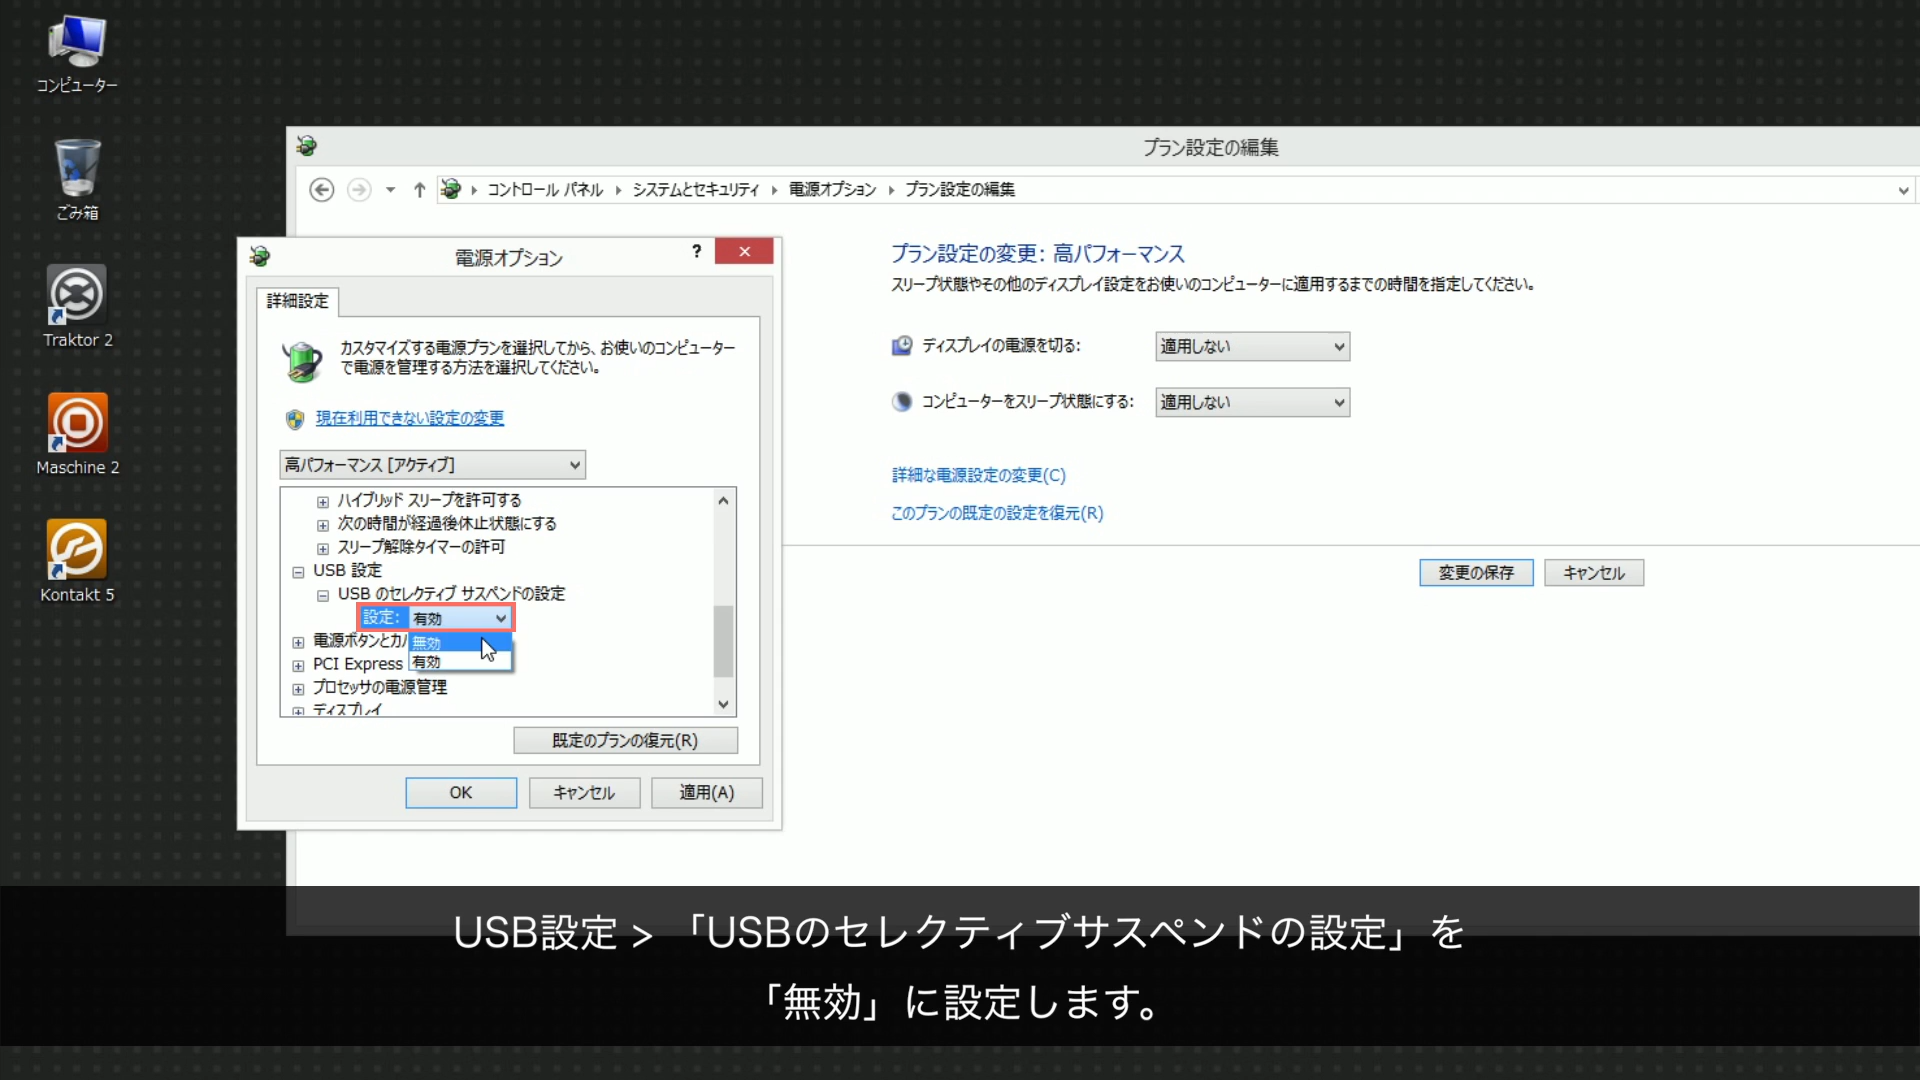 コンピューター
ごみ箱
Traktor 2
Maschine 2
Kontakt 5
プラン設定の編集
コントロール パネル システムとセキュリティ 電源オプション プラン設定の編集
プラン設定の変更: 高パフォーマンス
スリープ状態やその他のディスプレイ設定をお使いのコンピューターに適用するまでの時間を指定してください。
ディスプレイの電源を切る: 適用しない
コンピューターをスリープ状態にする: 適用しない
詳細な電源設定の変更(C)
このプランの既定の設定を復元(R)
変更の保存 キャンセル
電源オプション ?
詳細設定
カスタマイズする電源プランを選択してから、お使いのコンピューター
で電源を管理する方法を選択してください。
現在利用できない設定の変更
高パフォーマンス [アクティブ]
ハイブリッド スリープを許可する
次の時間が経過後休止状態にする
スリープ解除タイマーの許可
USB 設定
USB のセレクティブ サスペンドの設定
設定: 有効
無効
有効
電源ボタンとカ
PCI Express
プロセッサの電源管理
ディスプレイ
既定のプランの復元(R)
OK キャンセル 適用(A)
USB設定 > 「USBのセレクティブサスペンドの設定」を
「無効」に設定します。